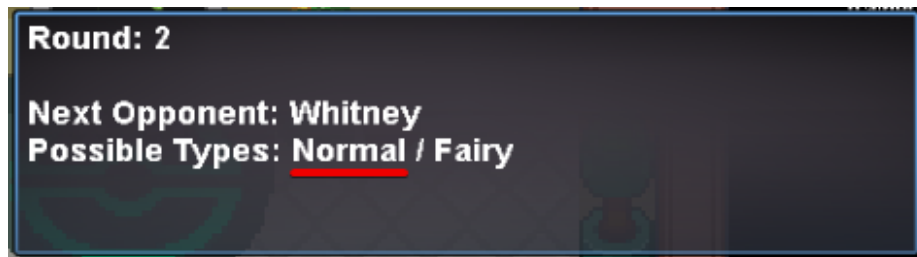 Round: 2
Next Opponent: Whitney
Possible Types: Normal / Fairy